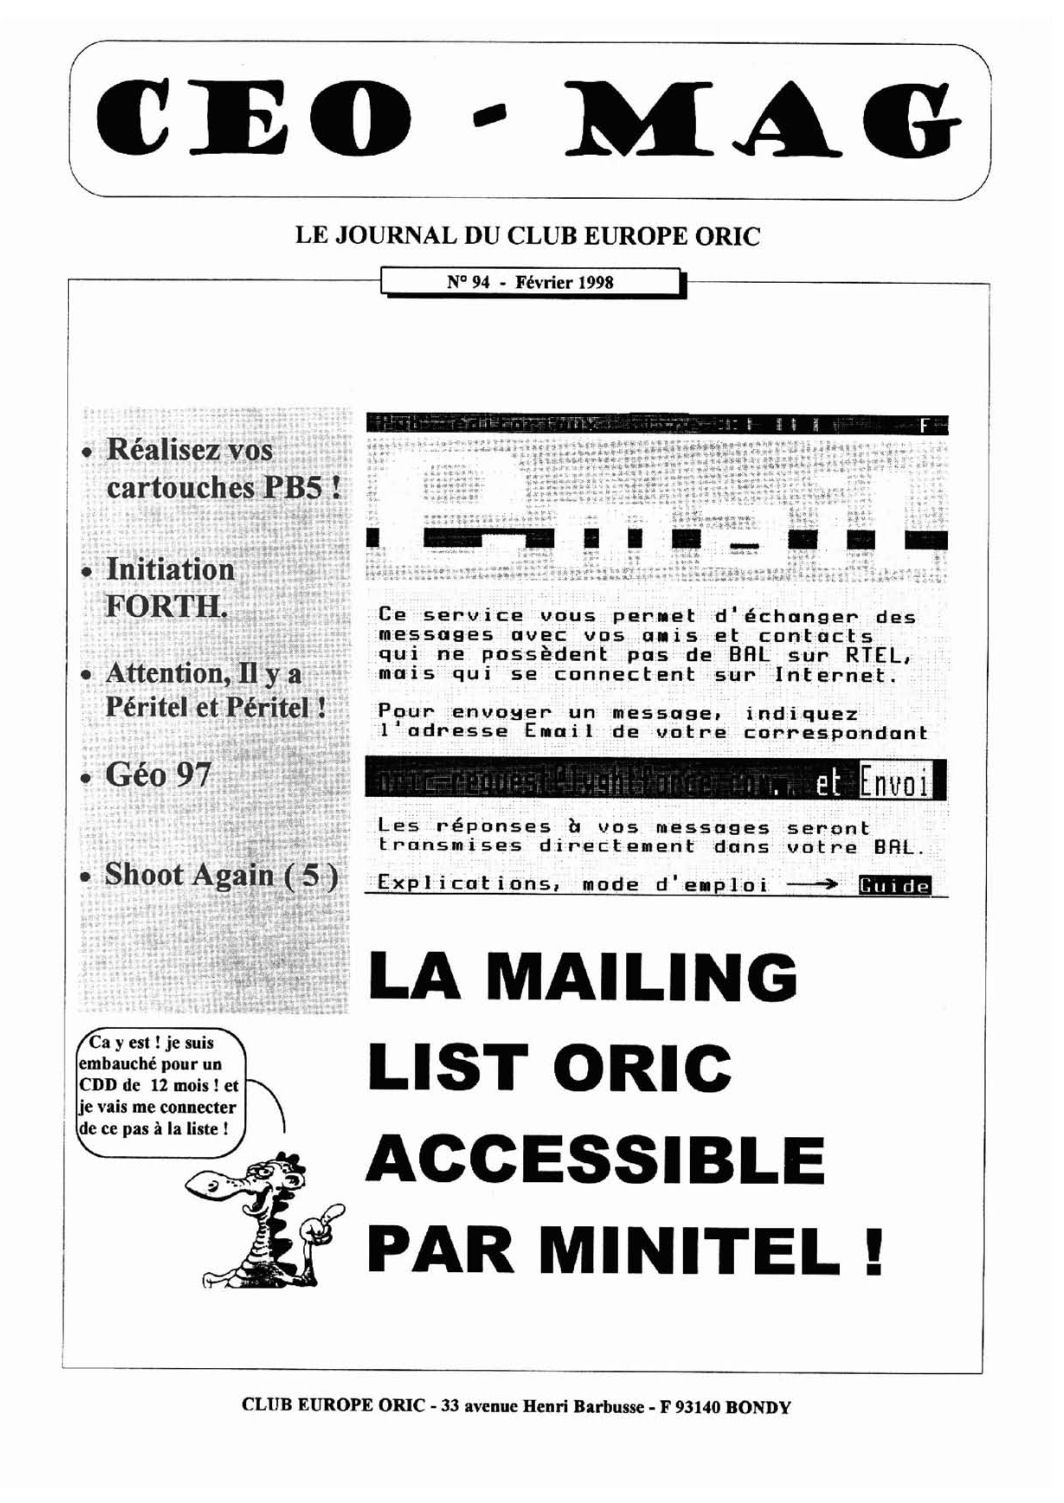 CEO - MAG
LE JOURNAL DU CLUB EUROPE ORIC
N° 94 - Février 1998
• Réalisez vos
cartouches PB5 !
• Initiation
FORTH.
• Attention, Il y a
Péritel et Péritel !
• Géo 97
• Shoot Again ( 5 )
F
Ce service vous permet d'échanger des
messages avec vos amis et contacts
qui ne possèdent pas de BAL sur RTEL,
mais qui se connectent sur Internet.
Pour envoyer un message, indiquez
l'adresse Email de votre correspondant
et Envoi
Les réponses à vos messages seront
transmises directement dans votre BAL.
Explications, mode d'emploi → Guide
LA MAILING
LIST ORIC
ACCESSIBLE
PAR MINITEL !
Ca y est ! je suis
embauché pour un
CDD de 12 mois ! et
je vais me connecter
de ce pas à la liste !
CLUB EUROPE ORIC - 33 avenue Henri Barbusse - F 93140 BONDY